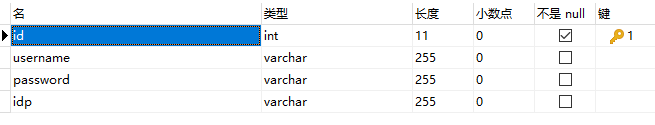 名 类型 长度 小数点 不是 null 键
id int 11 0 1
username varchar 255 0
password varchar 255 0
idp varchar 255 0